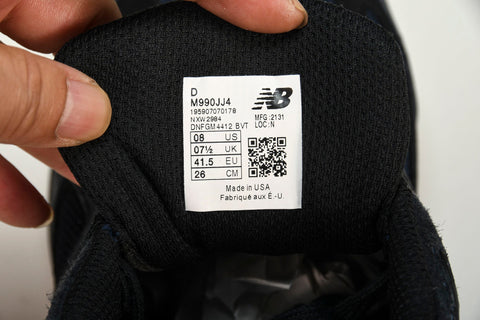 D
M990JJ4
195907070178
NXW2984
DNFGM4412 BVT
MFG:2131
LOC:N
NB
08 US
07½ UK
41.5 EU
26 CM
Made in USA
Fabriqué aux É.-U.